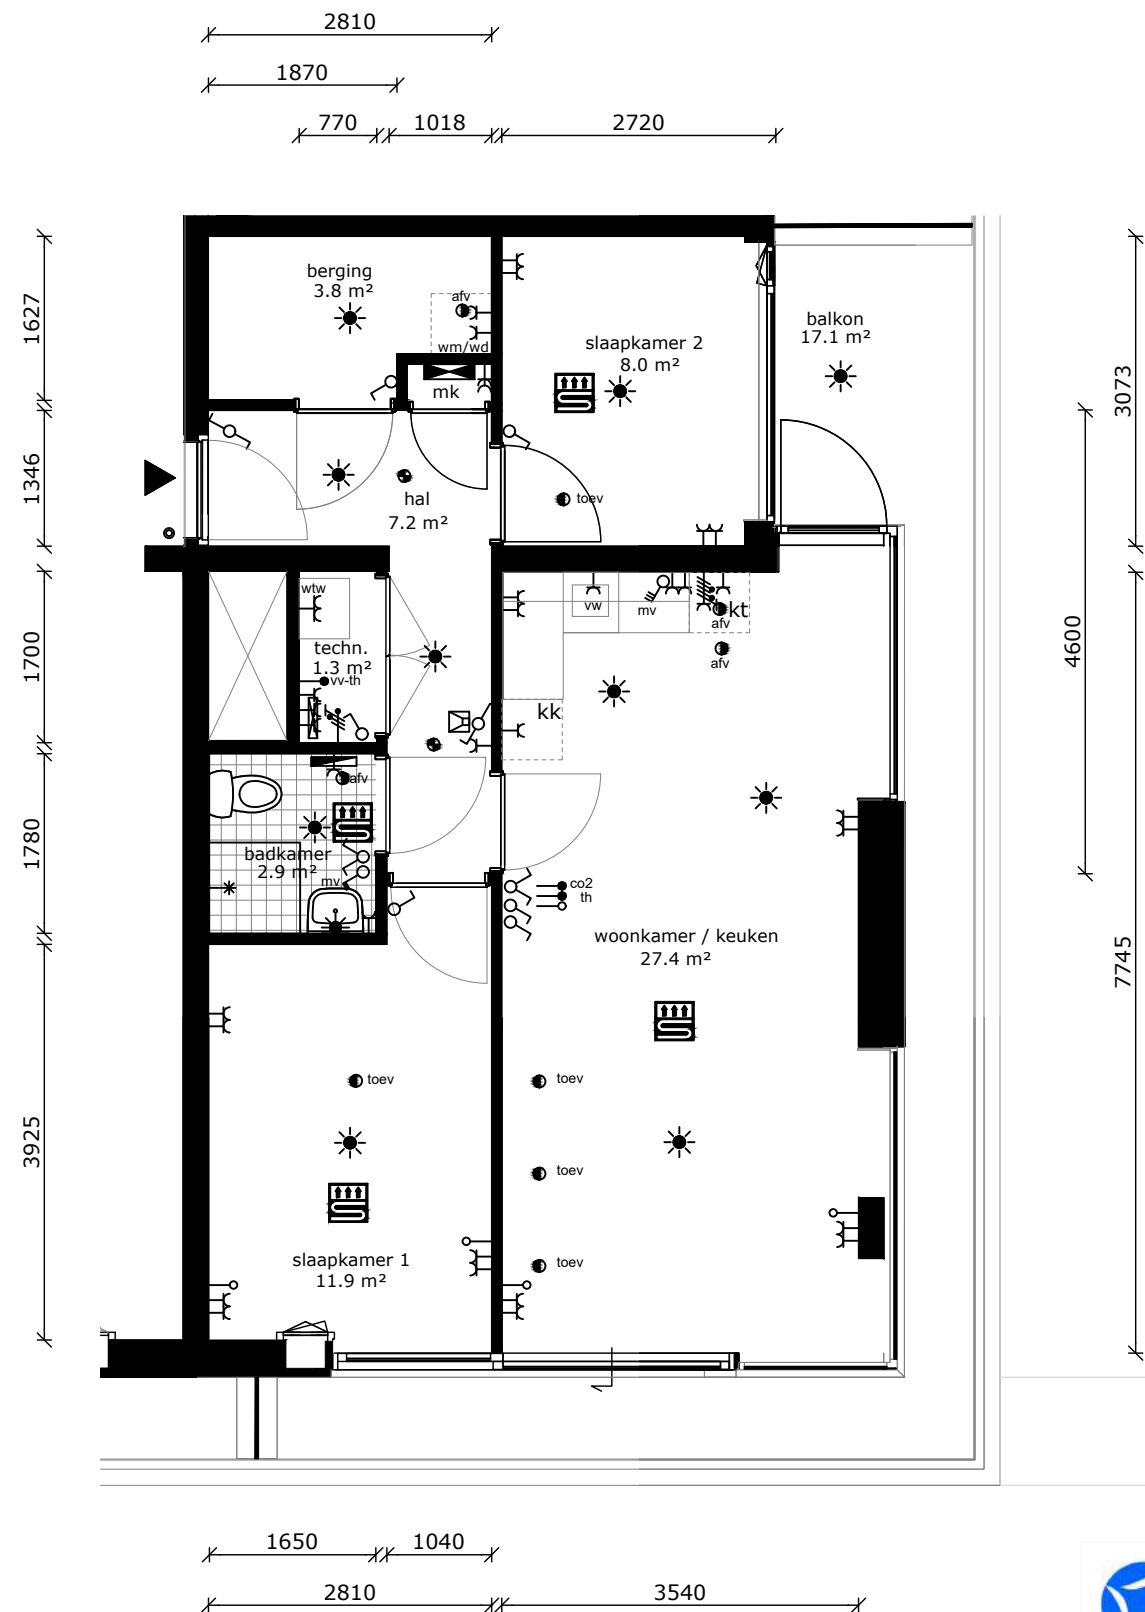 2810
1870
770
1018
2720
1627
1346
1700
1780
3925
3073
4600
7745
berging
3.8 m²
afv
wm/wd
mk
slaapkamer 2
8.0 m²
balkon
17.1 m²
hal
7.2 m²
toev
wtw
techn.
1.3 m²
vv-th
vw
mv
kt
afv
afv
kk
afv
badkamer
2.9 m²
mv
co2
th
woonkamer / keuken
27.4 m²
toev
toev
toev
toev
slaapkamer 1
11.9 m²
1650
1040
2810
3540